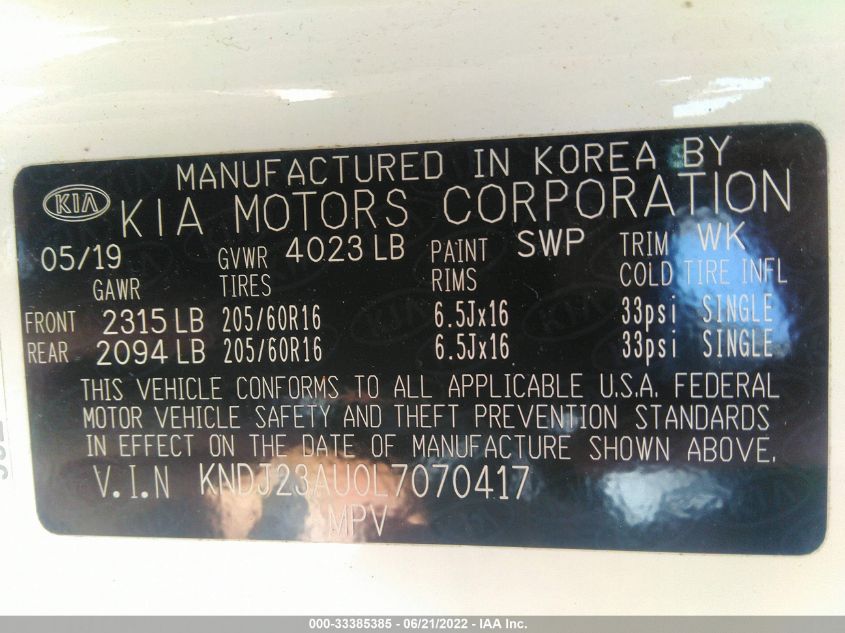 MANUFACTURED IN KOREA BY
KIA KIA MOTORS CORPORATION
05/19 GVWR 4023 LB PAINT SWP TRIM WK
GAWR TIRES RIMS COLD TIRE INFL
FRONT 2315 LB 205/60R16 6.5Jx16 33psi SINGLE
REAR 2094 LB 205/60R16 6.5Jx16 33psi SINGLE
THIS VEHICLE CONFORMS TO ALL APPLICABLE U.S.A. FEDERAL
MOTOR VEHICLE SAFETY AND THEFT PREVENTION STANDARDS
IN EFFECT ON THE DATE OF MANUFACTURE SHOWN ABOVE.
V.I.N KNDJ23AU0L7070417
MPV
000-33385385 - 06/21/2022 - IAA Inc.